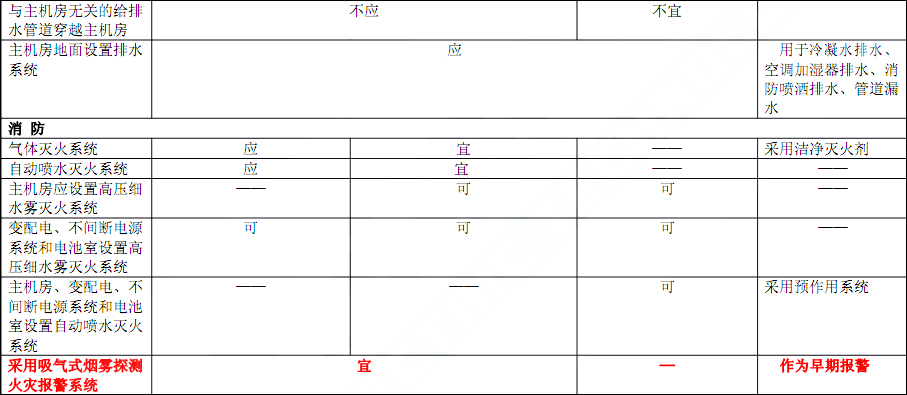 与主机房无关的给排 不应 不宜
水管道穿越主机房
主机房地面设置排水 应 用于冷凝水排水、
系统 空调加湿器排水、消
防喷洒排水、管道漏
水
消 防
气体灭火系统 应 宜 —— 采用洁净灭火剂
自动喷水灭火系统 应 宜 —— ——
主机房应设置高压细 —— 可 可 ——
水雾灭火系统
变配电、不间断电源 可 可 可 ——
系统和电池室设置高
压细水雾灭火系统
主机房、变配电、不 —— —— 可 采用预作用系统
间断电源系统和电池
室设置自动喷水灭火
系统
采用吸气式烟雾探测 宜 — 作为早期报警
火灾报警系统